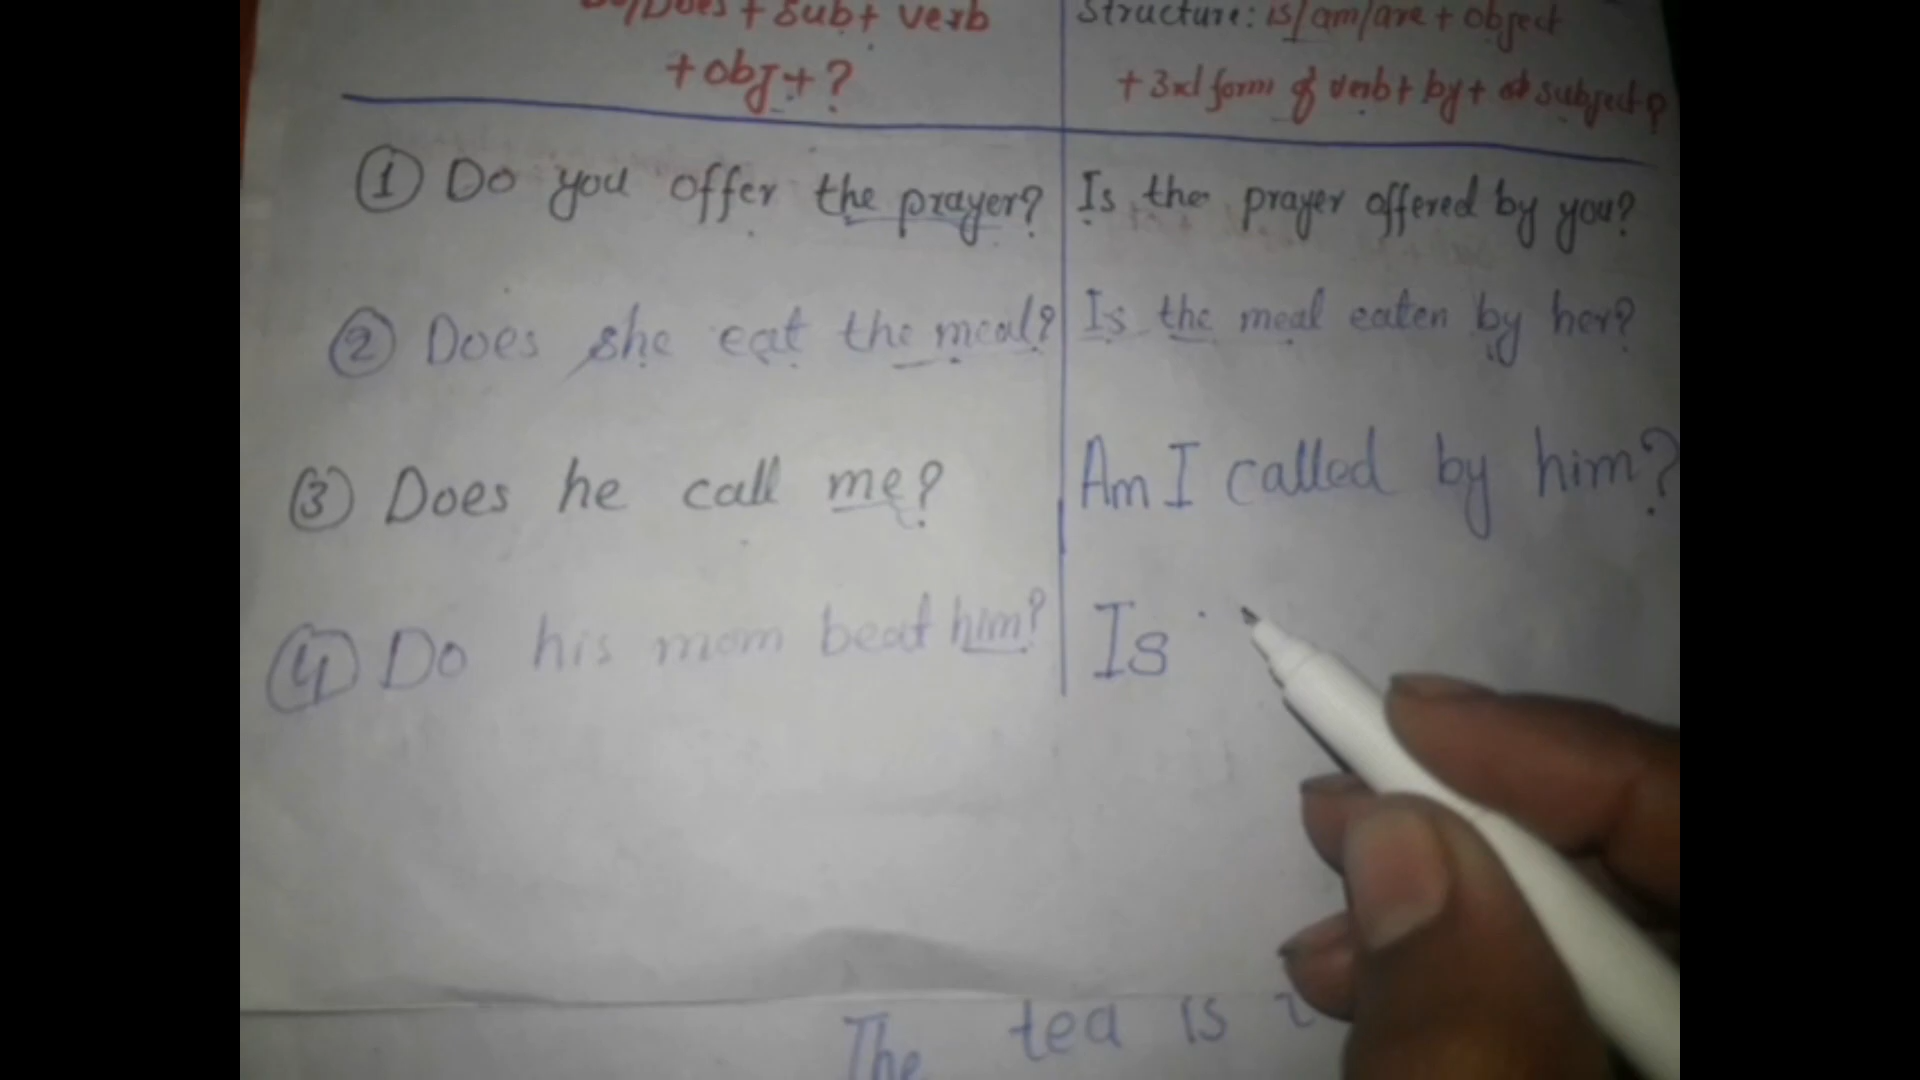 Do/Does + sub + verb
+ obj + ?
Structure: is/am/are + object
+ 3rd form of verb + by + subject?
① Do you offer the prayer?
Is the prayer offered by you?
② Does she eat the meal?
Is the meal eaten by her?
③ Does he call me?
Am I called by him?
④ Do his mom beat him?
Is
The tea is